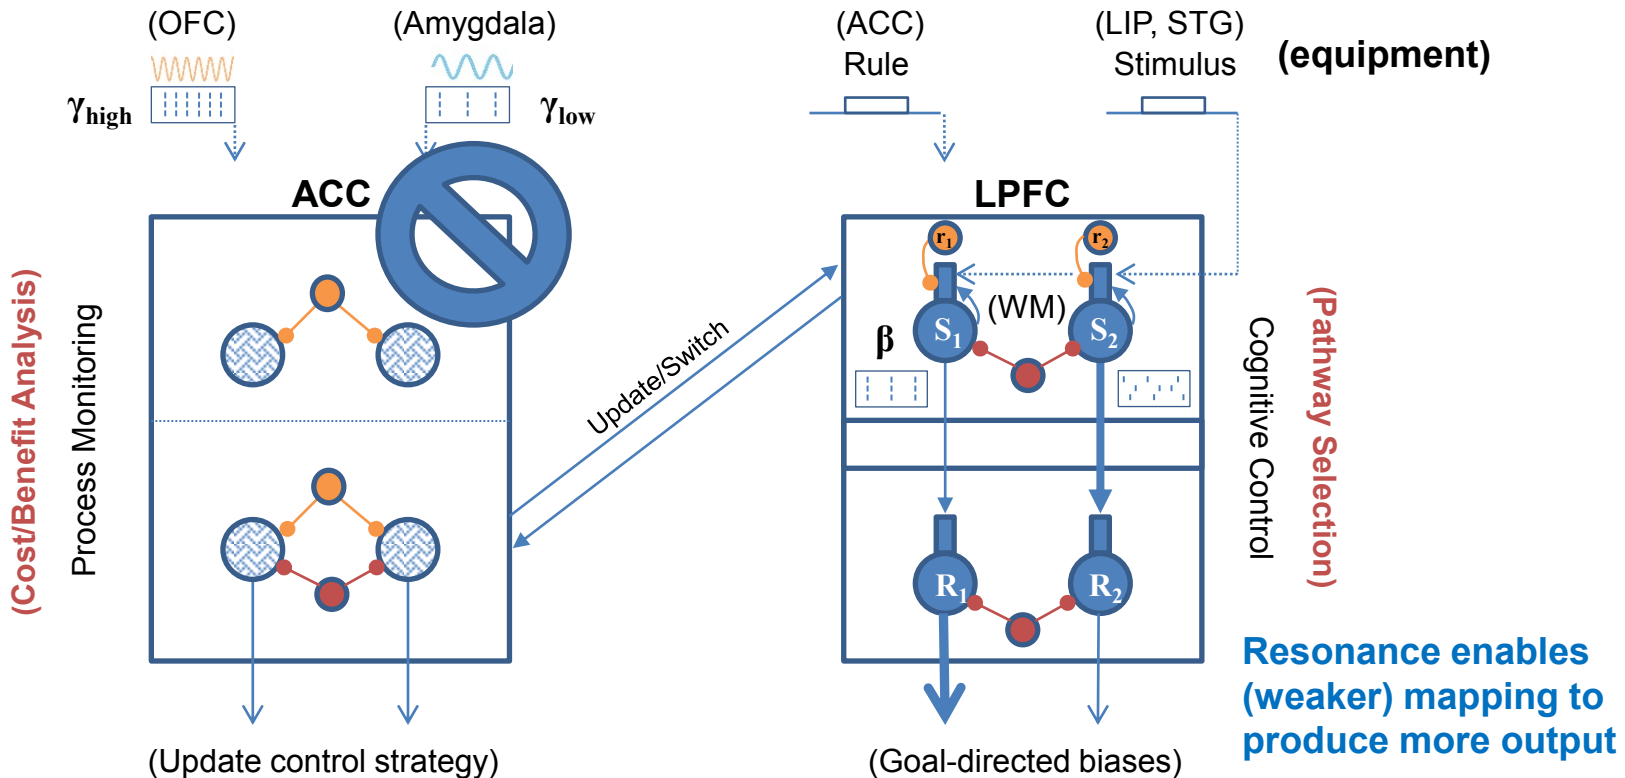 (OFC)
(Amygdala)
(ACC)
Rule
(LIP, STG)
Stimulus
(equipment)
γhigh
γlow
ACC
LPFC
(Cost/Benefit Analysis)
Process Monitoring
Update/Switch
r1
r2
(WM)
S1
S2
β
Cognitive Control
(Pathway Selection)
R1
R2
Resonance enables
(weaker) mapping to
produce more output
(Update control strategy)
(Goal-directed biases)